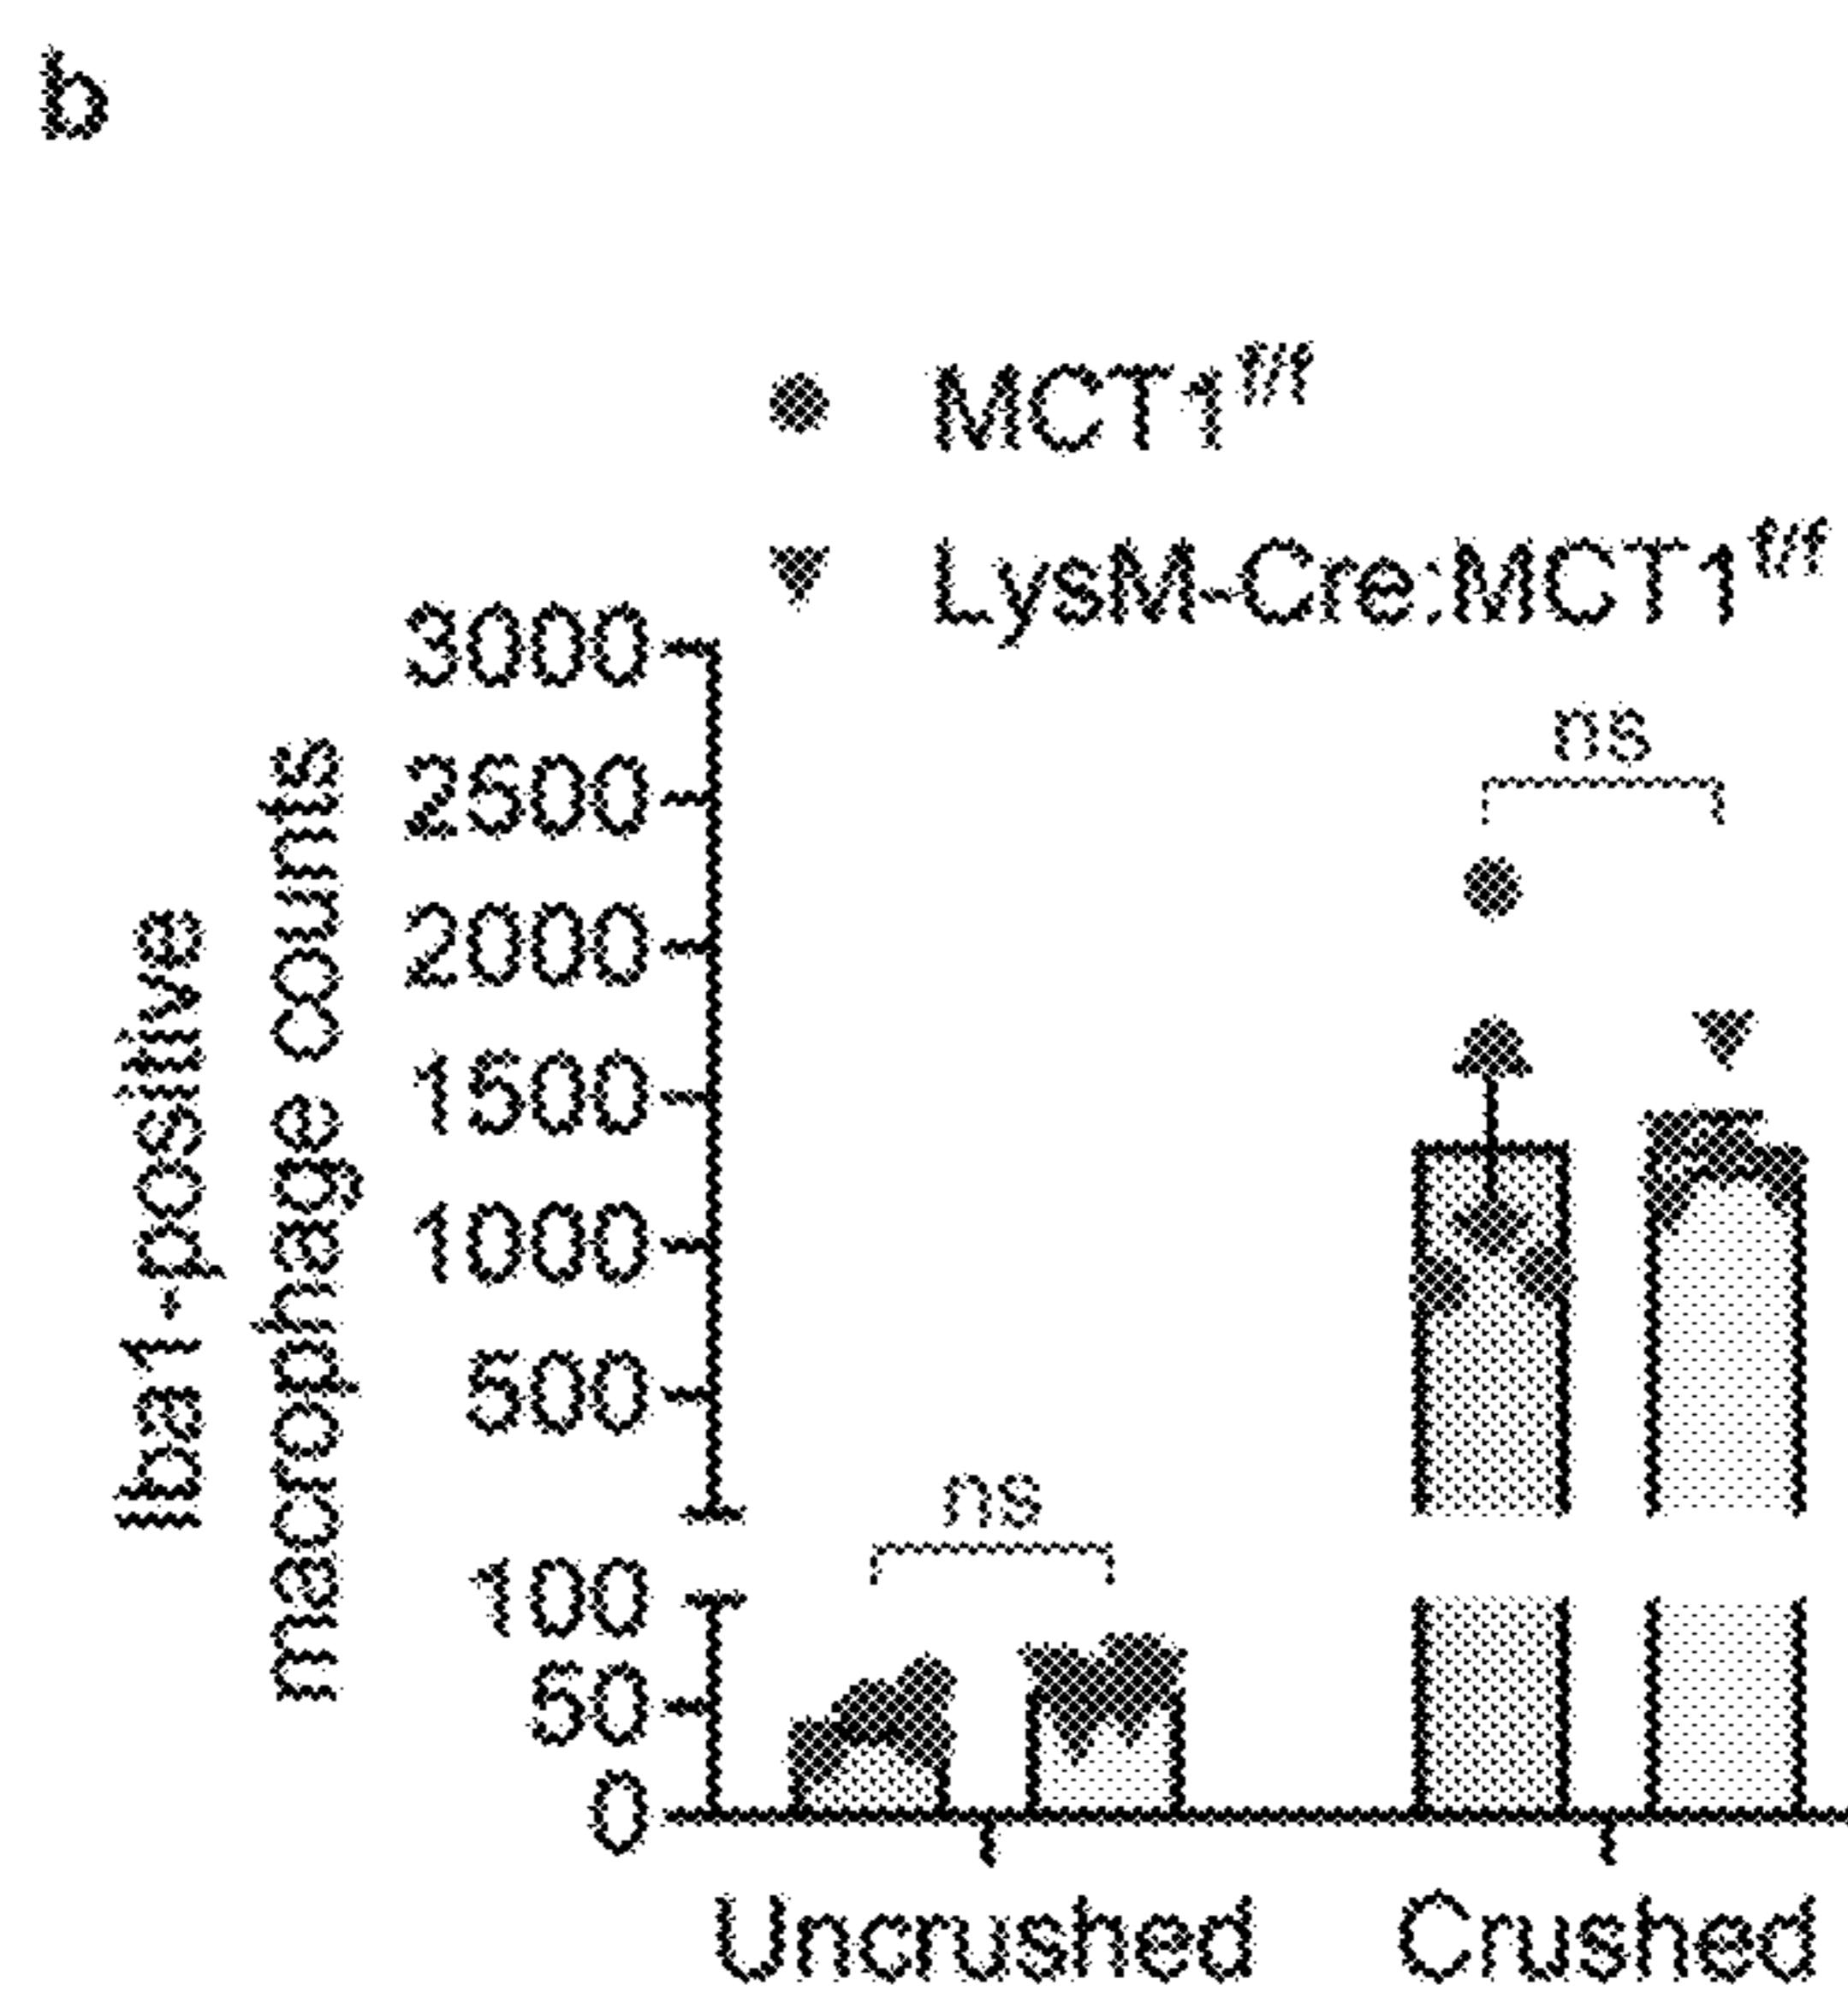 b
MCT1f/f
LysM-Cre:MCT1f/f
Iba1-positive
macrophage counts
3000
2500
2000
1500
1000
500
100
50
0
ns
ns
Uncrushed
Crushed